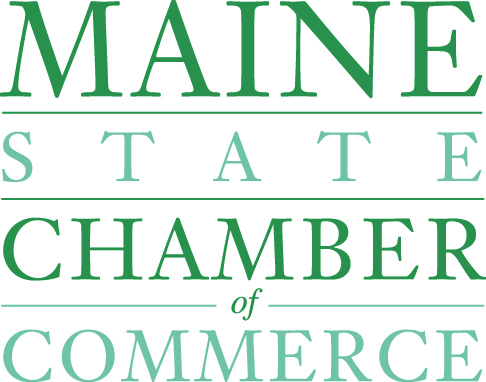 MAINE
STATE
CHAMBER
of
COMMERCE